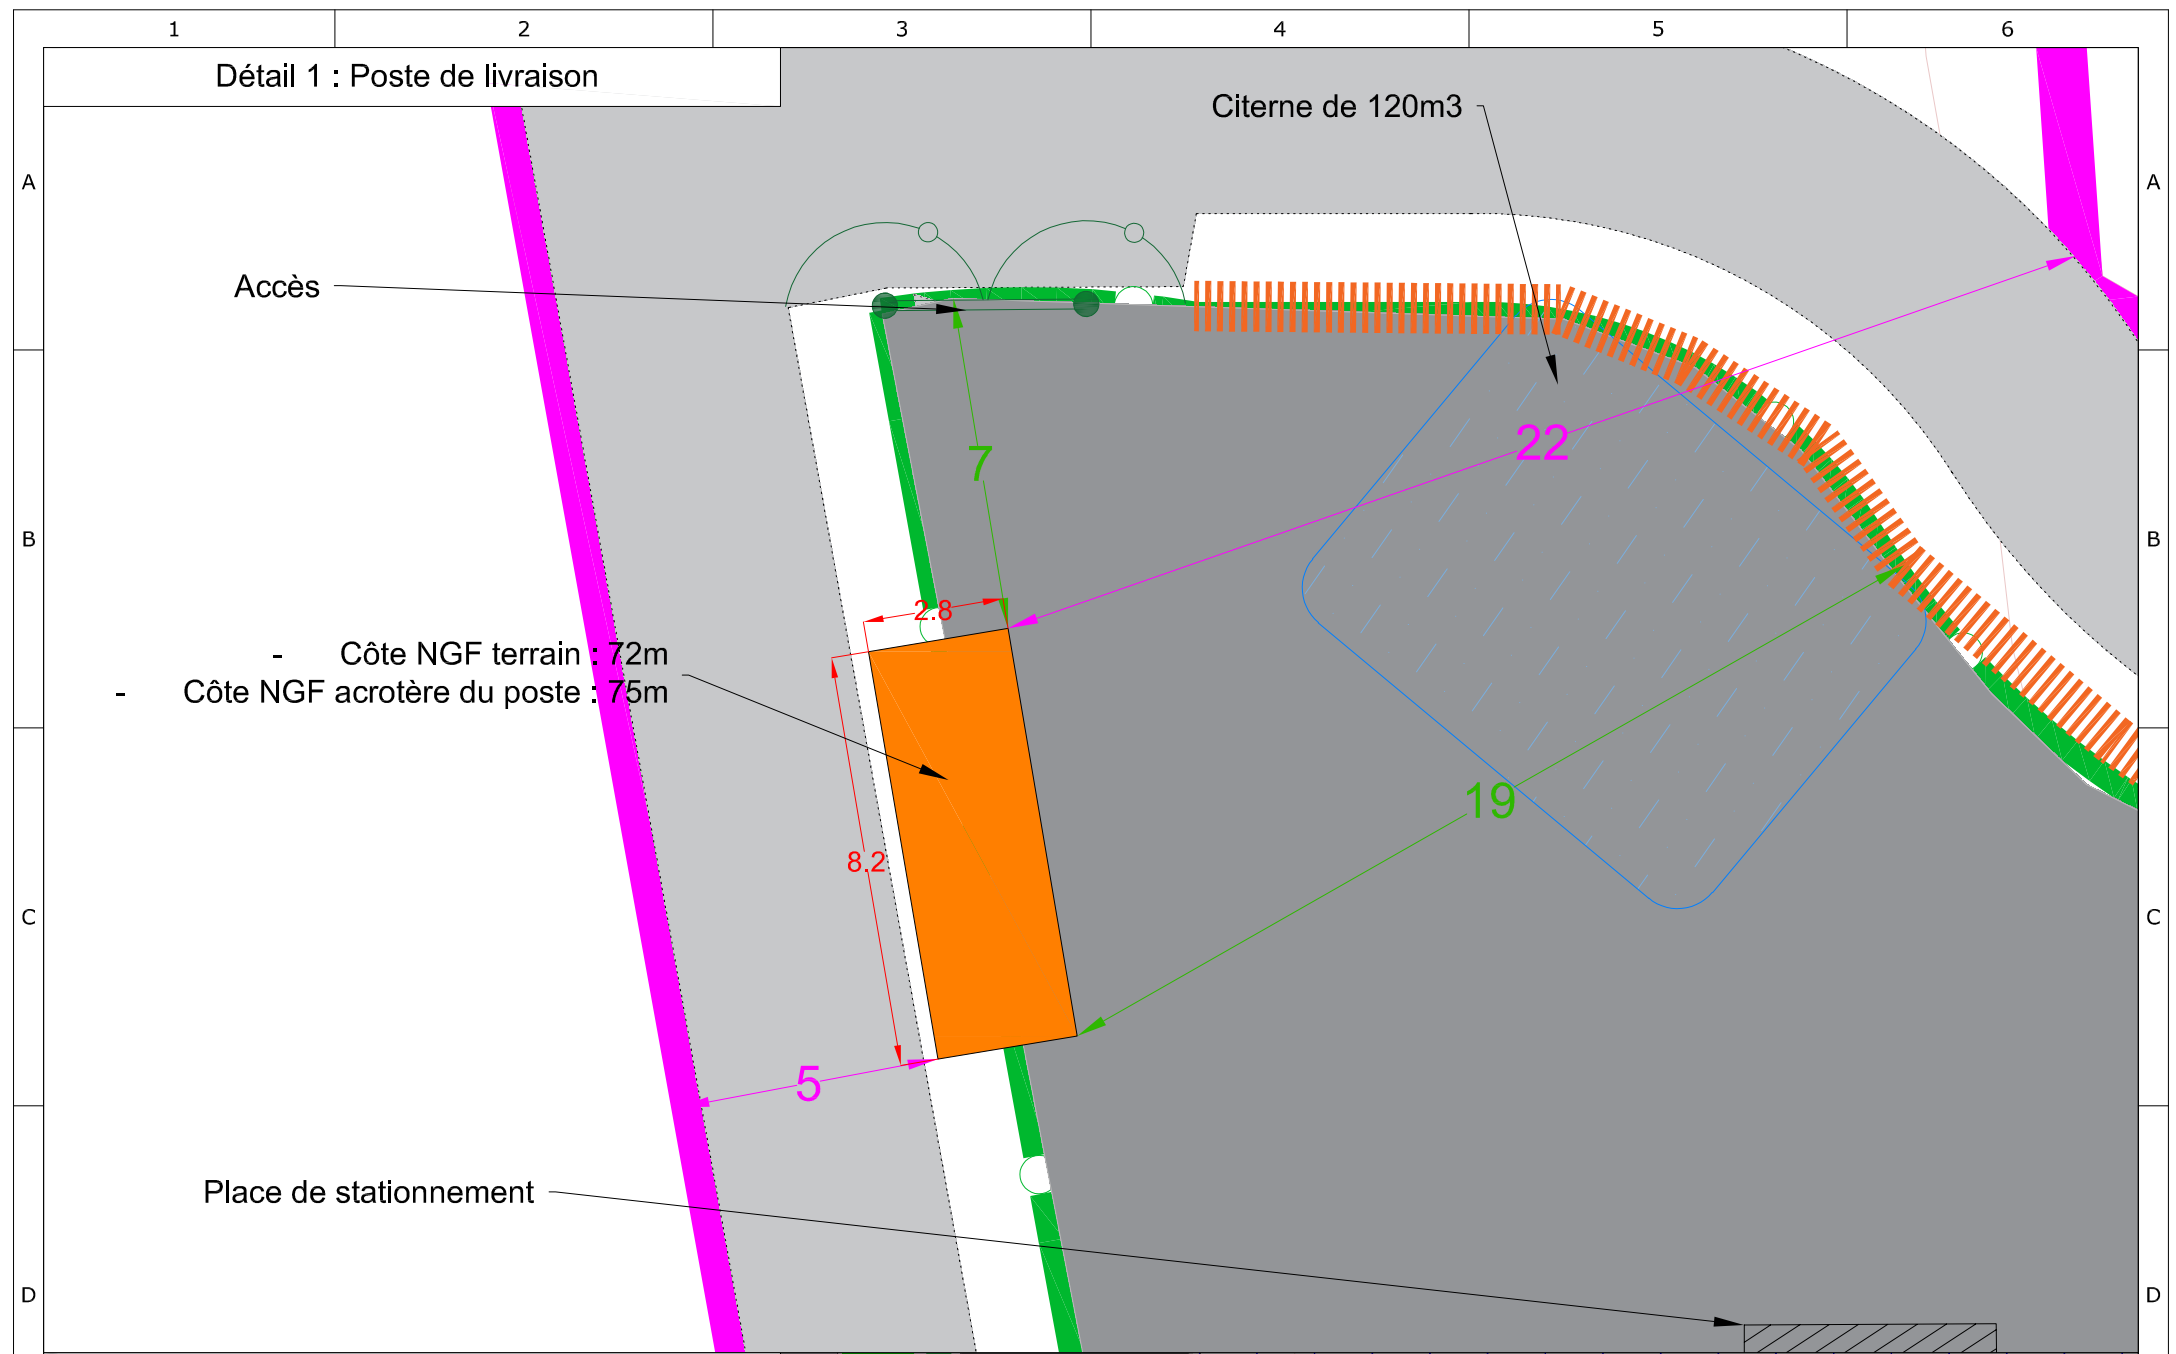 1 2 3 4 5 6
Détail 1 : Poste de livraison
Citerne de 120m3
A A
Accès
22
7
B B
2.8
- Côte NGF terrain : 72m
- Côte NGF acrotère du poste : 75m
19
8.2
C C
5
Place de stationnement
D D